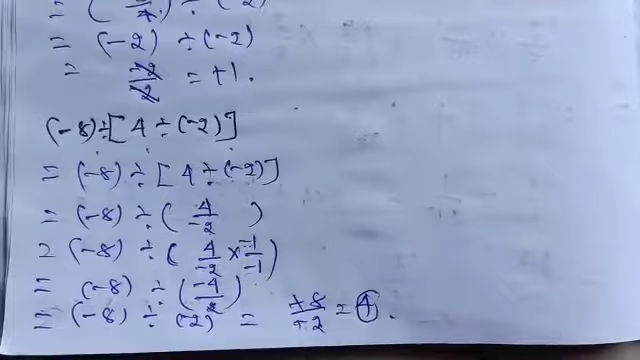 = (-2) ÷ (-2)
= -2/-2 = +1.
(-8) ÷ [4 ÷ (-2)]
= (-8) ÷ [4 ÷ (-2)]
= (-8) ÷ (4/-2)
= (-8) ÷ (4/-2 × -1/-1)
= (-8) ÷ (-4/2)
= (-8) ÷ (-2) = +8/+2 = 4.